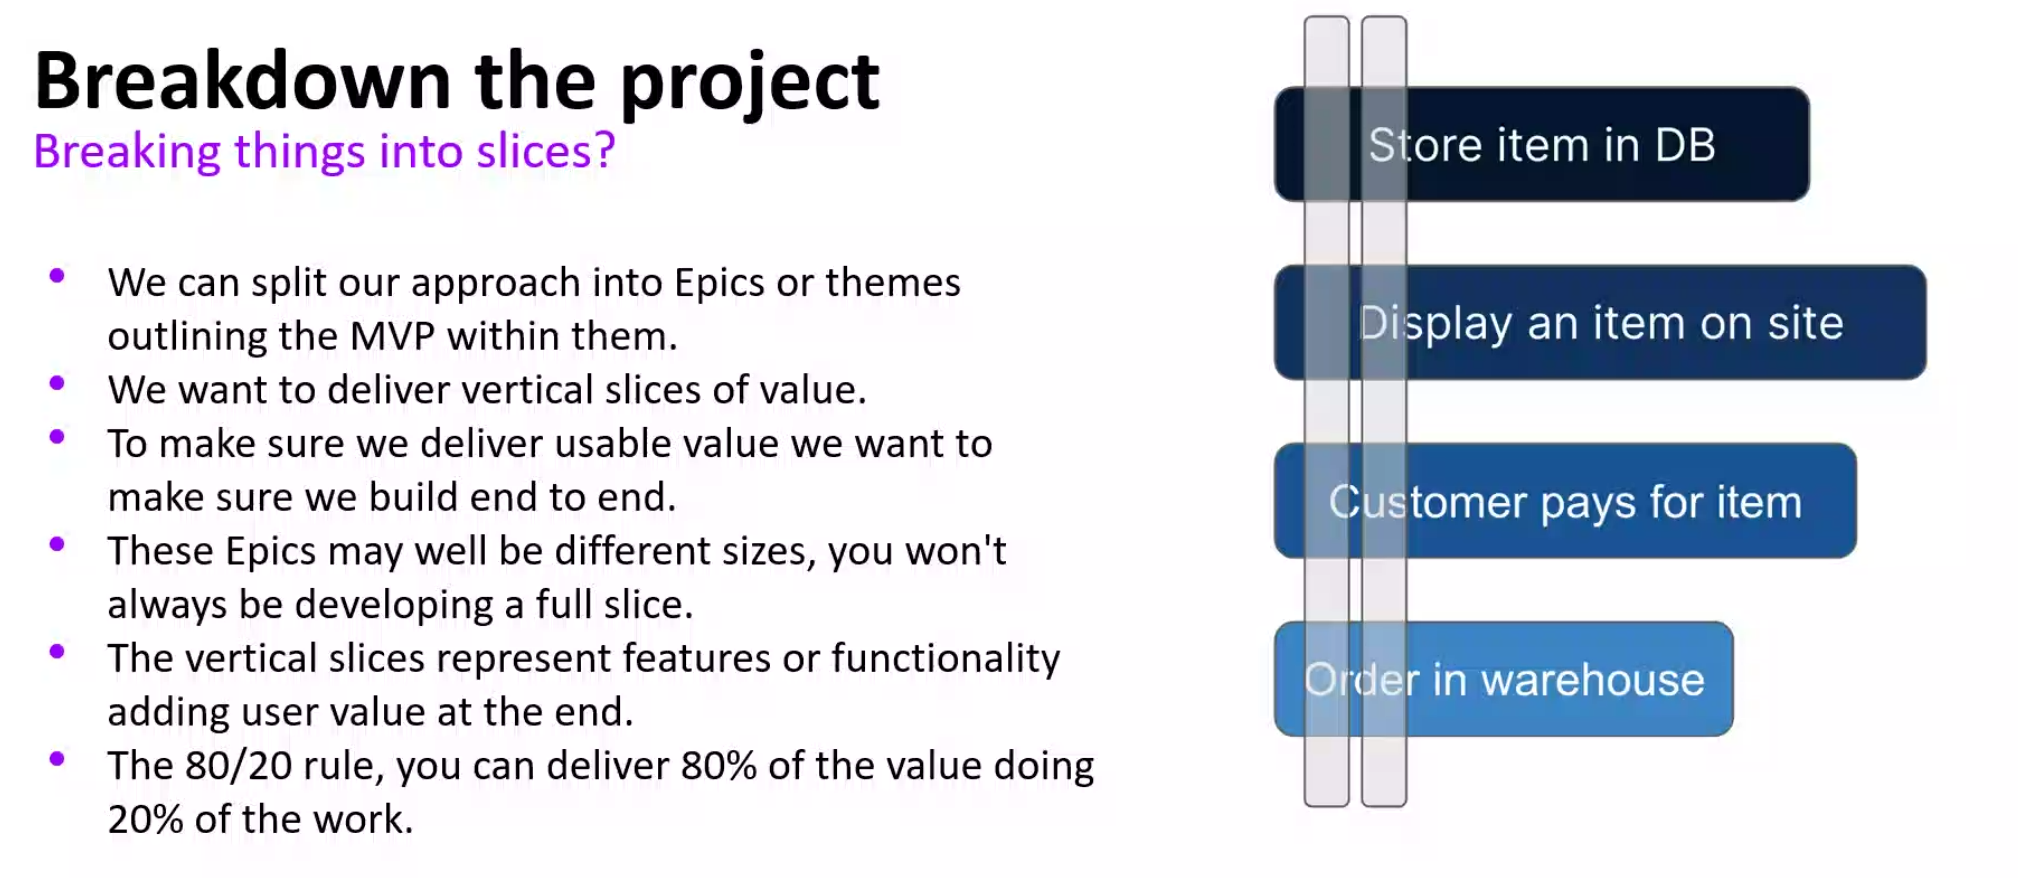 Breakdown the project
Breaking things into slices?
• We can split our approach into Epics or themes
outlining the MVP within them.
• We want to deliver vertical slices of value.
• To make sure we deliver usable value we want to
make sure we build end to end.
• These Epics may well be different sizes, you won't
always be developing a full slice.
• The vertical slices represent features or functionality
adding user value at the end.
• The 80/20 rule, you can deliver 80% of the value doing
20% of the work.
Store item in DB
Display an item on site
Customer pays for item
Order in warehouse